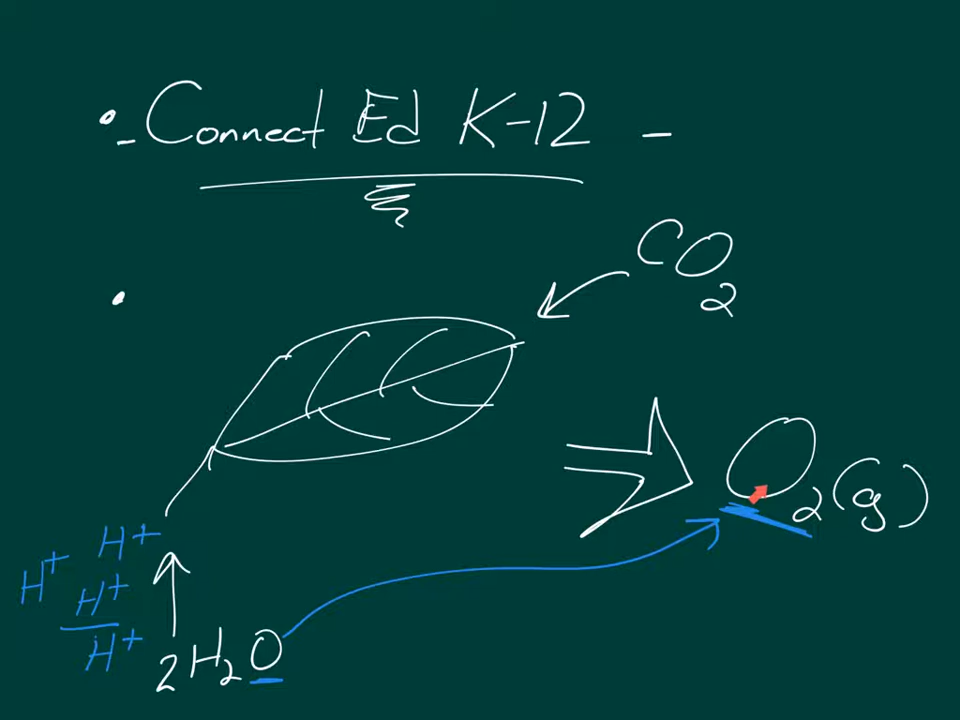 • - Connect Ed K-12 -
CO2
•
O2(g)
H+
H+
H+
H+
2H2O